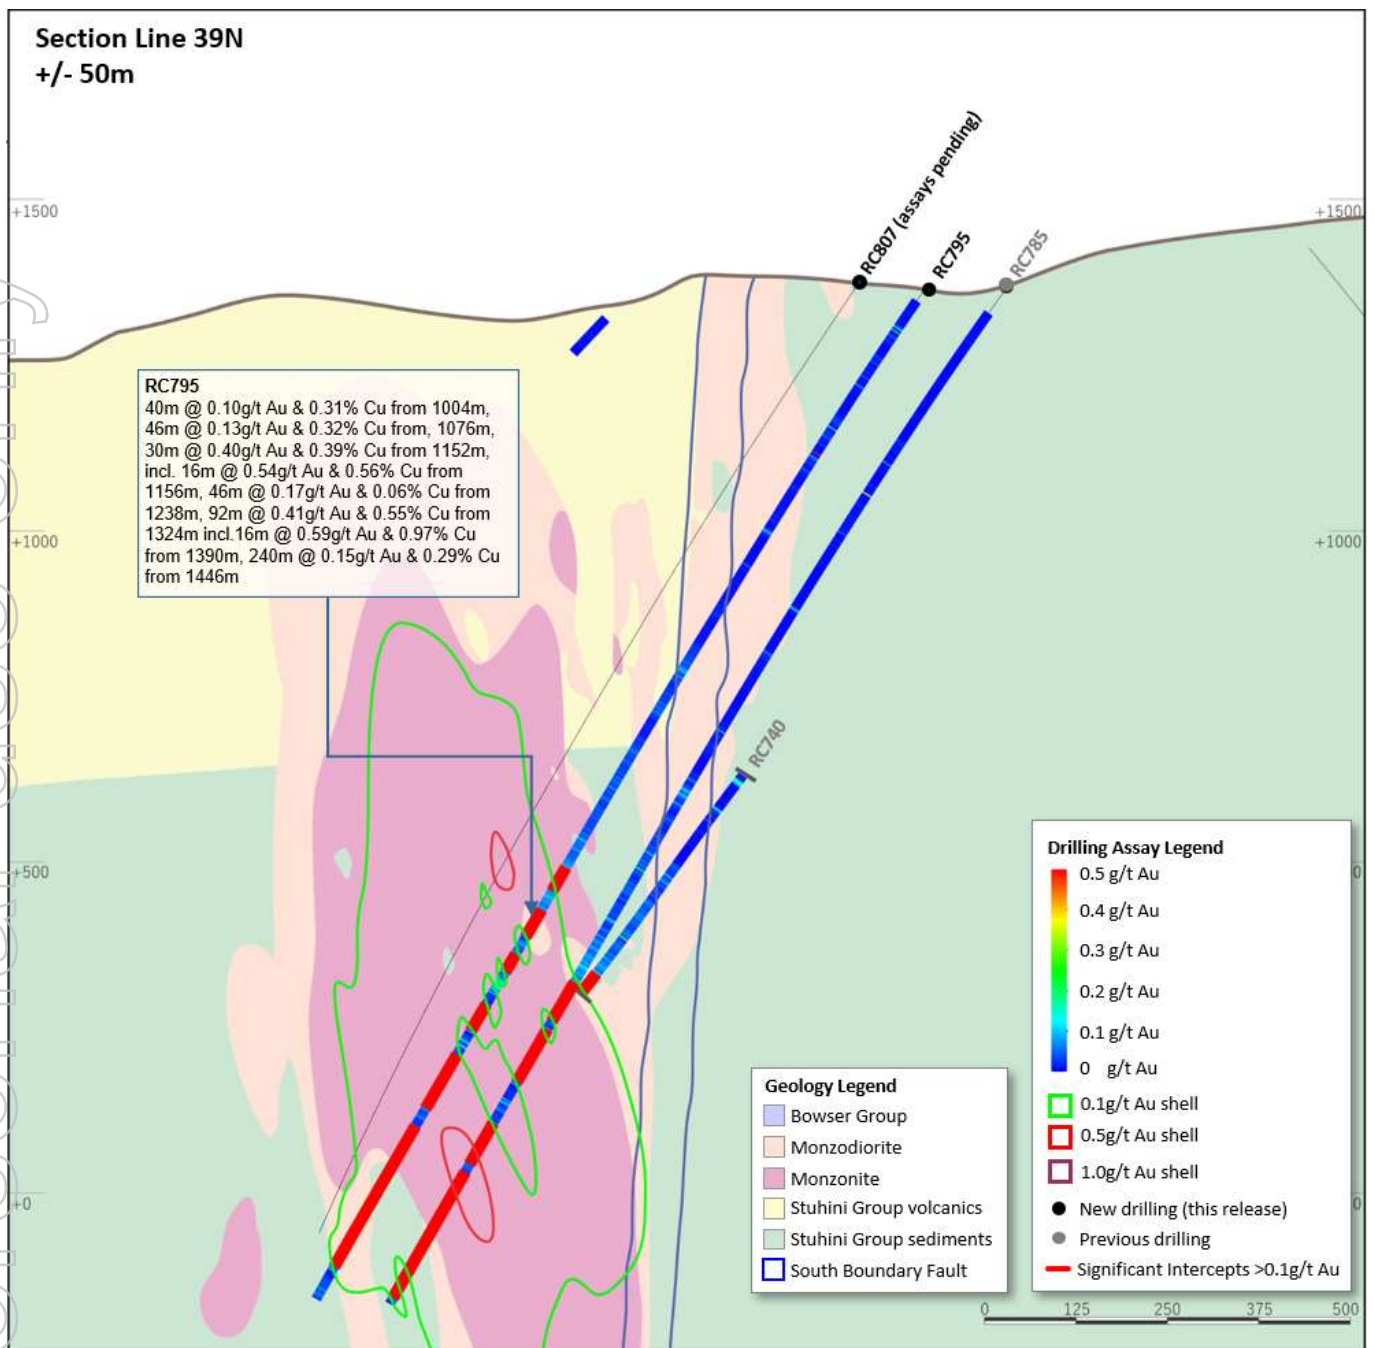 Section Line 39N
+/- 50m
RC807 (assays pending)
RC795
RC785
+1500
+1500
RC795
40m @ 0.10g/t Au & 0.31% Cu from 1004m,
46m @ 0.13g/t Au & 0.32% Cu from, 1076m,
30m @ 0.40g/t Au & 0.39% Cu from 1152m,
incl. 16m @ 0.54g/t Au & 0.56% Cu from
1156m, 46m @ 0.17g/t Au & 0.06% Cu from
1238m, 92m @ 0.41g/t Au & 0.55% Cu from
1324m incl.16m @ 0.59g/t Au & 0.97% Cu
from 1390m, 240m @ 0.15g/t Au & 0.29% Cu
from 1446m
+1000
+1000
RC740
+500
0
+0
0
Drilling Assay Legend
0.5 g/t Au
0.4 g/t Au
0.3 g/t Au
0.2 g/t Au
0.1 g/t Au
0 g/t Au
0.1g/t Au shell
0.5g/t Au shell
1.0g/t Au shell
New drilling (this release)
Previous drilling
Significant Intercepts >0.1g/t Au
Geology Legend
Bowser Group
Monzodiorite
Monzonite
Stuhini Group volcanics
Stuhini Group sediments
South Boundary Fault
0 125 250 375 500